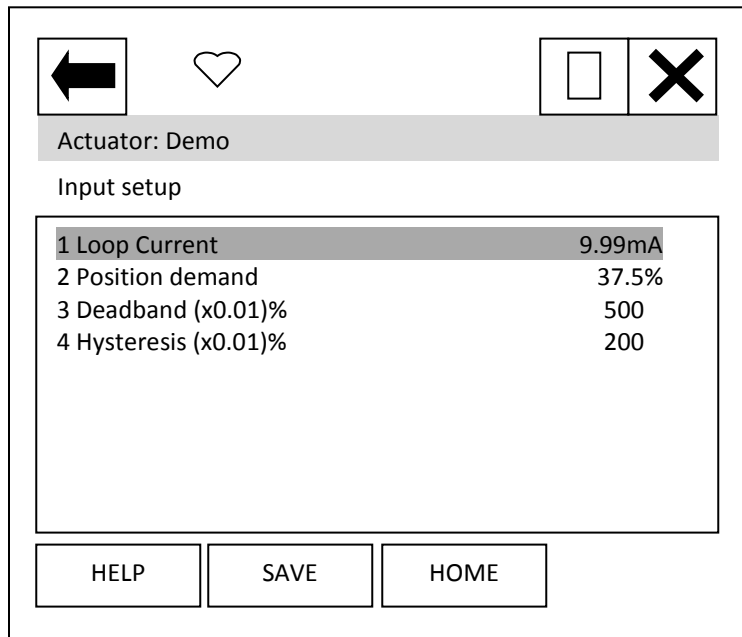 Actuator: Demo
Input setup
1 Loop Current 9.99mA
2 Position demand 37.5%
3 Deadband (x0.01)% 500
4 Hysteresis (x0.01)% 200
HELP SAVE HOME